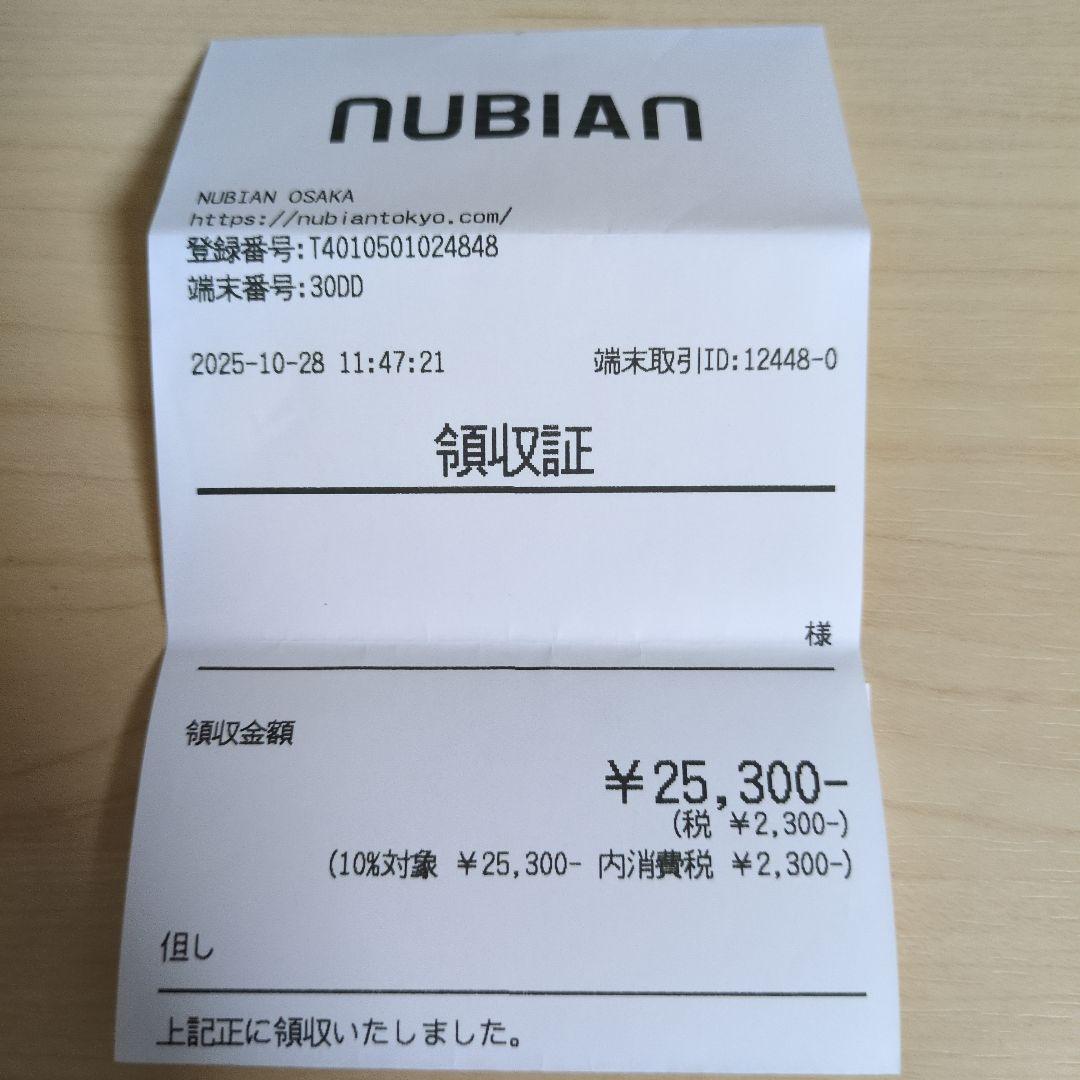 NUBIAN
NUBIAN OSAKA
https://nubiantokyo.com/
登録番号:T4010501024848
端末番号:30DD
2025-10-28 11:47:21 端末取引ID:12448-0
領収証
様
領収金額
￥25,300-
(税 ￥2,300-)
(10%対象 ￥25,300- 内消費税 ￥2,300-)
但し
上記正に領収いたしました。